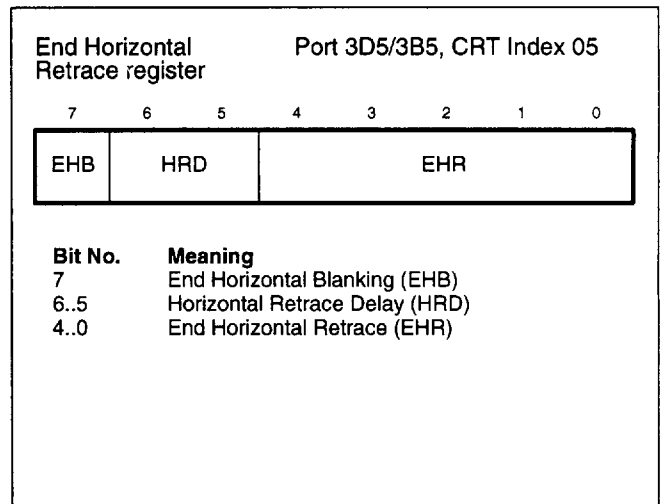 End Horizontal Port 3D5/3B5, CRT Index 05
Retrace register
7 6 5 4 3 2 1 0
EHB HRD EHR
Bit No. Meaning
7 End Horizontal Blanking (EHB)
6..5 Horizontal Retrace Delay (HRD)
4..0 End Horizontal Retrace (EHR)